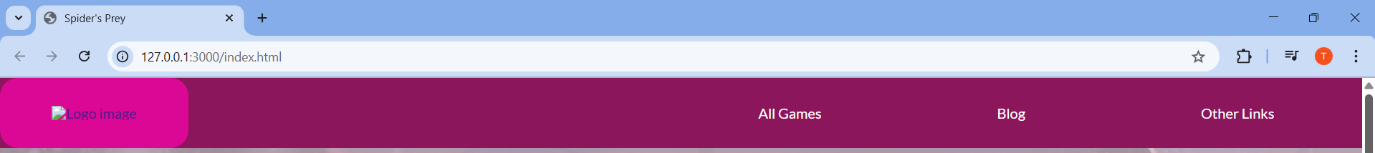 Spider's Prey
127.0.0.1:3000/index.html
T
Logo image
All Games
Blog
Other Links